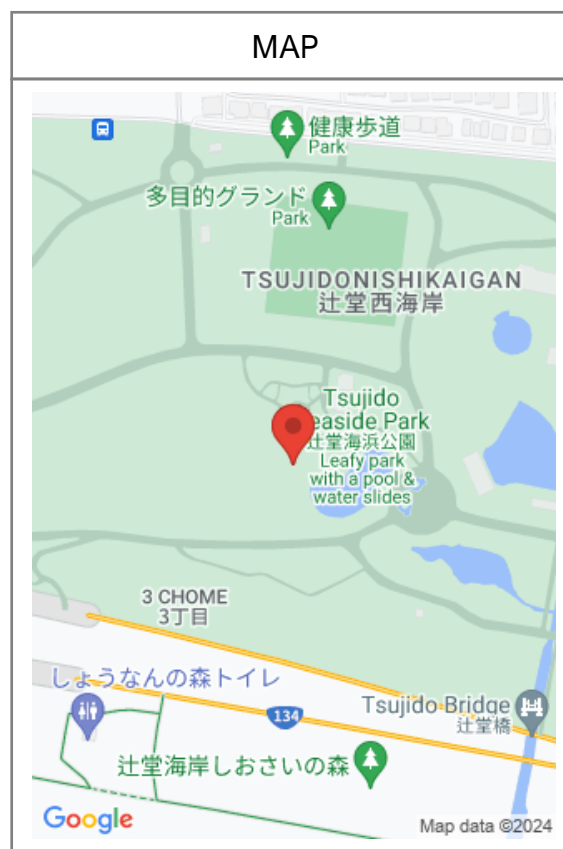 MAP
健康歩道
Park
多目的グランド
Park
TSUJIDONISHIKAIGAN
辻堂西海岸
Tsujido
easide Park
辻堂海浜公園
Leafy park
with a pool &
water slides
3 CHOME
3丁目
しょうなんの森トイレ
134
Tsujido Bridge
辻堂橋
辻堂海岸しおさいの森
Google
Map data ©2024